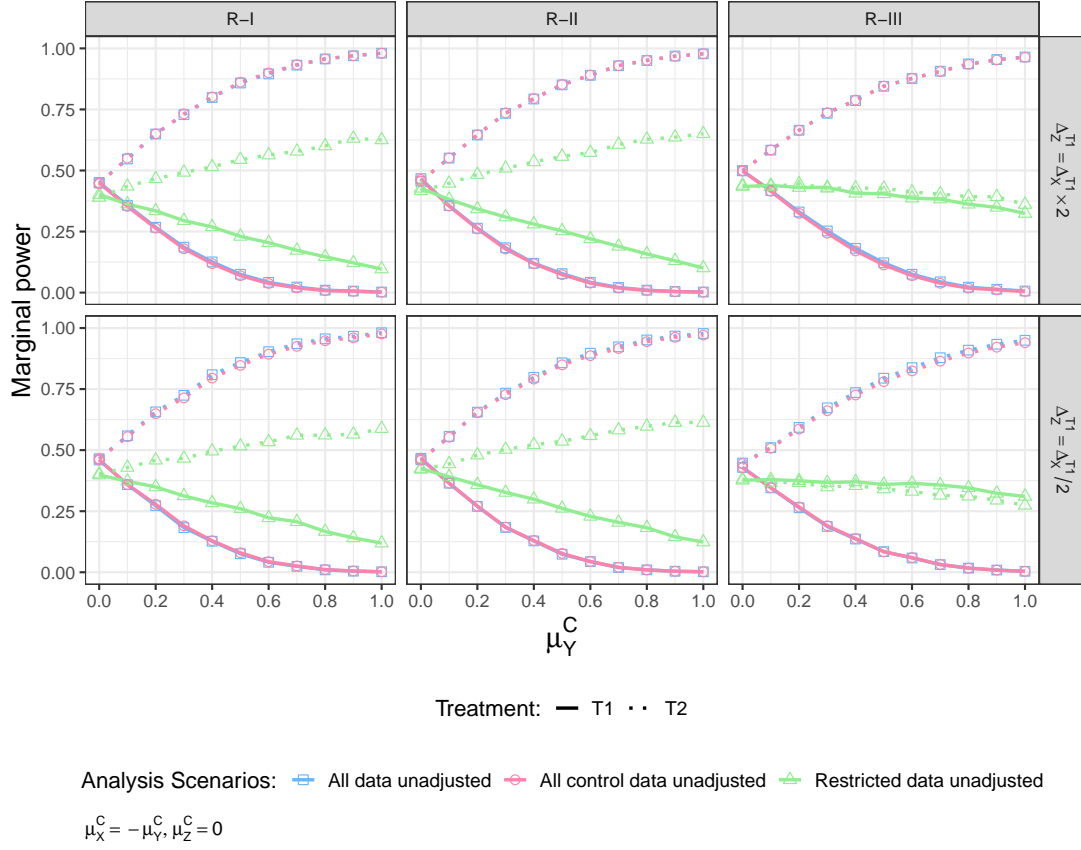 R−I R−II R−III
1.00
0.75
0.50
0.25
0.00
Δ_Z^T1 = Δ_X^T1 × 2
1.00
0.75
0.50
0.25
0.00
Δ_Z^T1 = Δ_X^T1 /2
Marginal power
0.0 0.2 0.4 0.6 0.8 1.0 0.0 0.2 0.4 0.6 0.8 1.0 0.0 0.2 0.4 0.6 0.8 1.0
μ_Y^C
Treatment: T1 T2
Analysis Scenarios: All data unadjusted All control data unadjusted Restricted data unadjusted
μ_X^C = − μ_Y^C, μ_Z^C = 0